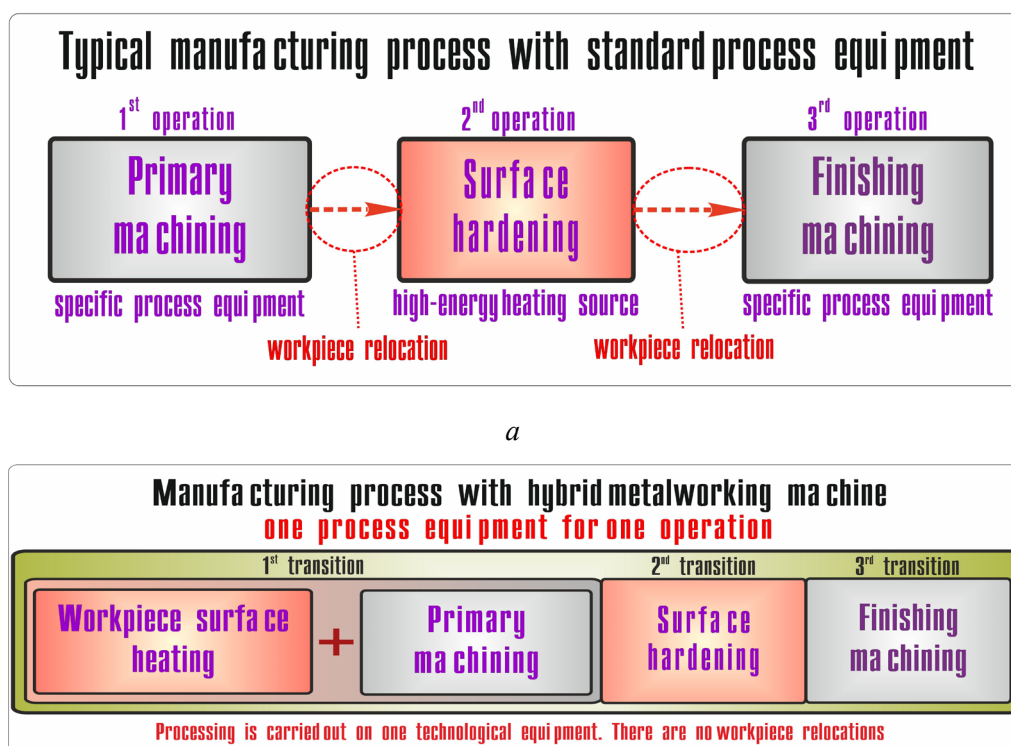 Typical manufacturing process with standard process equipment
1st operation
2nd operation
3rd operation
Primary
machining
Surface
hardening
Finishing
machining
specific process equipment
high-energy heating source
specific process equipment
workpiece relocation
workpiece relocation
a
Manufacturing process with hybrid metalworking machine
one process equipment for one operation
1st transition
2nd transition
3rd transition
Workpiece surface
heating
+
Primary
machining
Surface
hardening
Finishing
machining
Processing is carried out on one technological equipment. There are no workpiece relocations